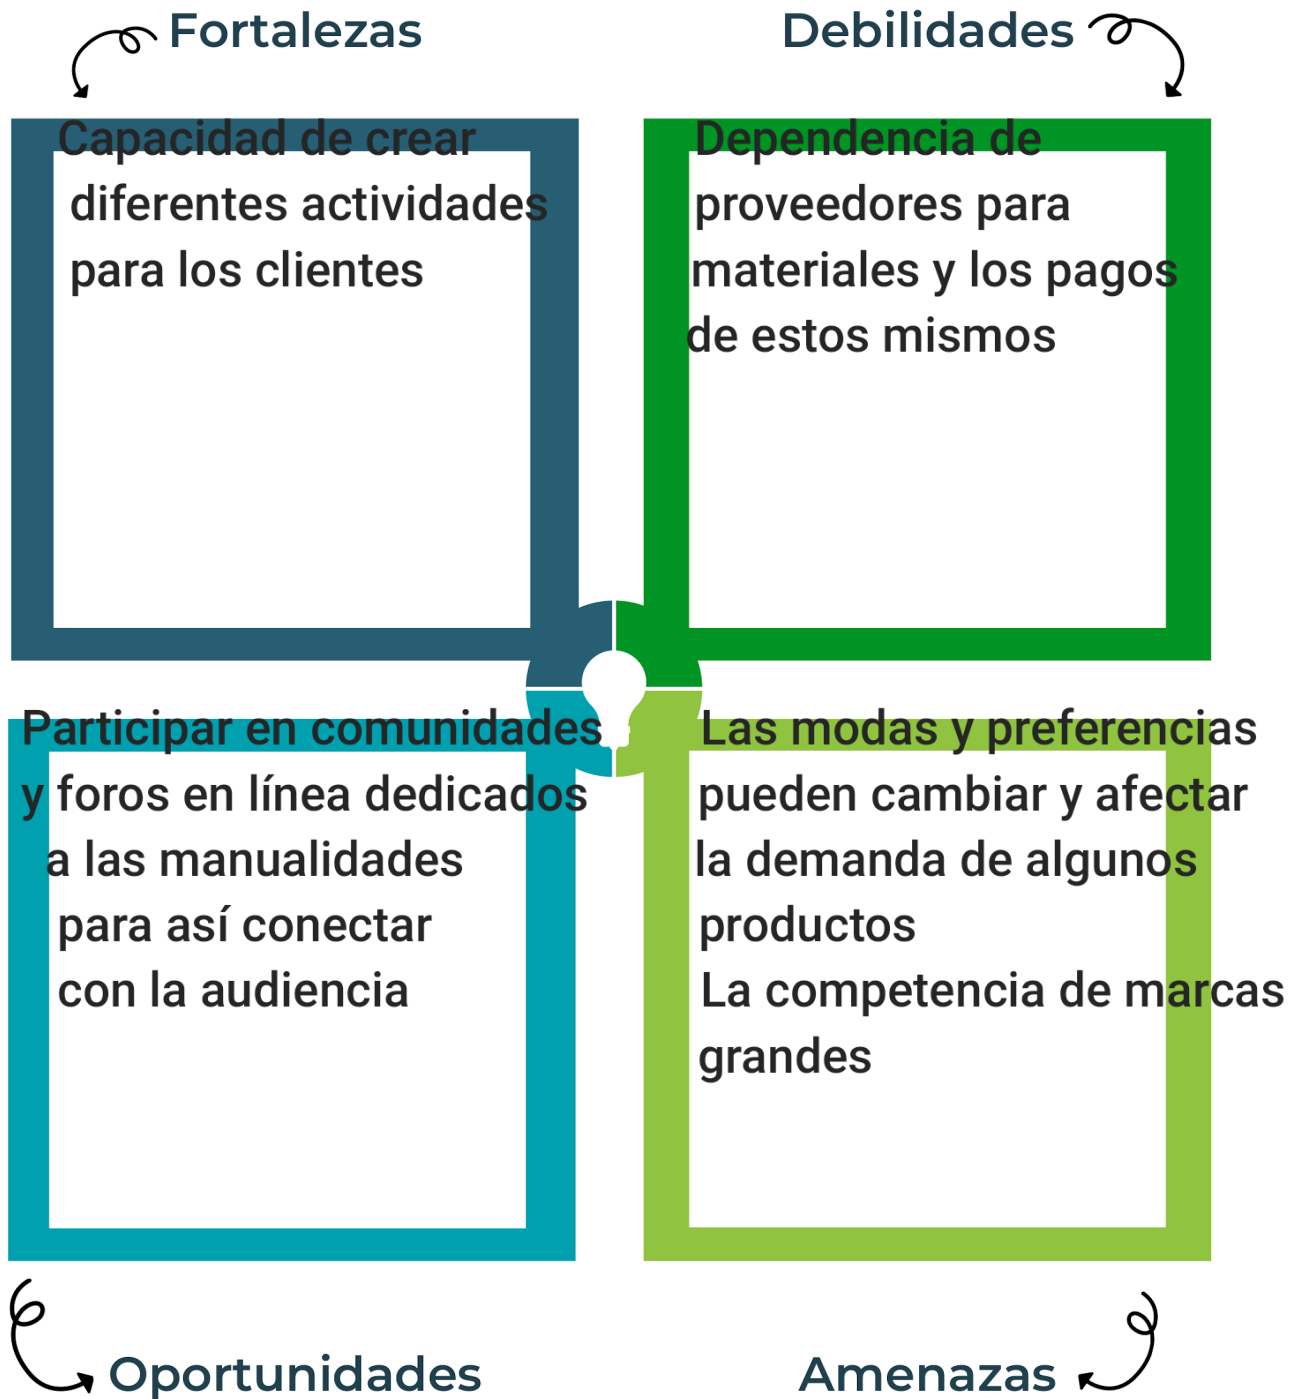 Fortalezas
Capacidad de crear
diferentes actividades
para los clientes
Debilidades
Dependencia de
proveedores para
materiales y los pagos
de estos mismos
Participar en comunidades
y foros en línea dedicados
a las manualidades
para así conectar
con la audiencia
Oportunidades
Las modas y preferencias
pueden cambiar y afectar
la demanda de algunos
productos
La competencia de marcas
grandes
Amenazas